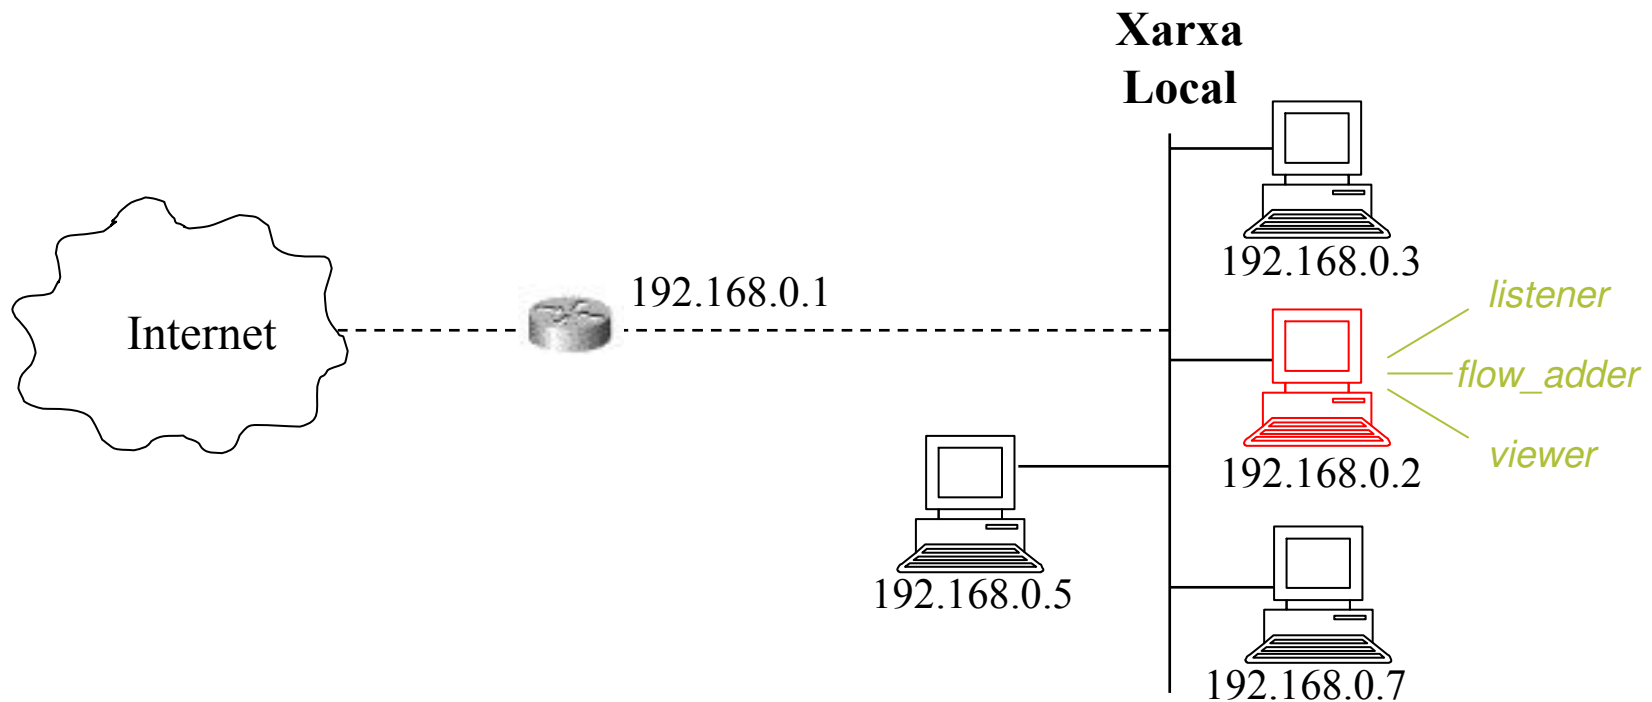 Xarxa
Local
192.168.0.3
192.168.0.1
listener
Internet
flow_adder
viewer
192.168.0.2
192.168.0.5
192.168.0.7